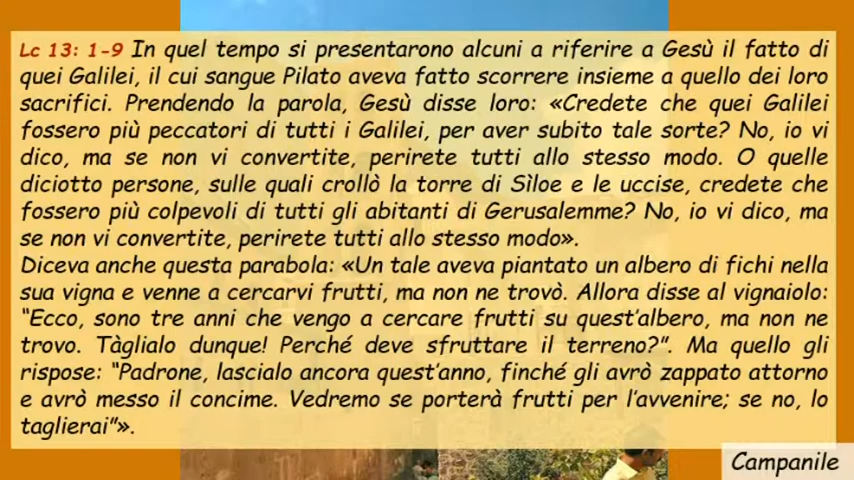 Lc 13: 1-9 In quel tempo si presentarono alcuni a riferire a Gesù il fatto di
quei Galilei, il cui sangue Pilato aveva fatto scorrere insieme a quello dei loro
sacrifici. Prendendo la parola, Gesù disse loro: «Credete che quei Galilei
fossero più peccatori di tutti i Galilei, per aver subito tale sorte? No, io vi
dico, ma se non vi convertite, perirete tutti allo stesso modo. O quelle
diciotto persone, sulle quali crollò la torre di Sìloe e le uccise, credete che
fossero più colpevoli di tutti gli abitanti di Gerusalemme? No, io vi dico, ma
se non vi convertite, perirete tutti allo stesso modo».
Diceva anche questa parabola: «Un tale aveva piantato un albero di fichi nella
sua vigna e venne a cercarvi frutti, ma non ne trovò. Allora disse al vignaiolo:
"Ecco, sono tre anni che vengo a cercare frutti su quest'albero, ma non ne
trovo. Tàglialo dunque! Perché deve sfruttare il terreno?". Ma quello gli
rispose: "Padrone, lascialo ancora quest'anno, finché gli avrò zappato attorno
e avrò messo il concime. Vedremo se porterà frutti per l'avvenire; se no, lo
taglierai"».
Campanile